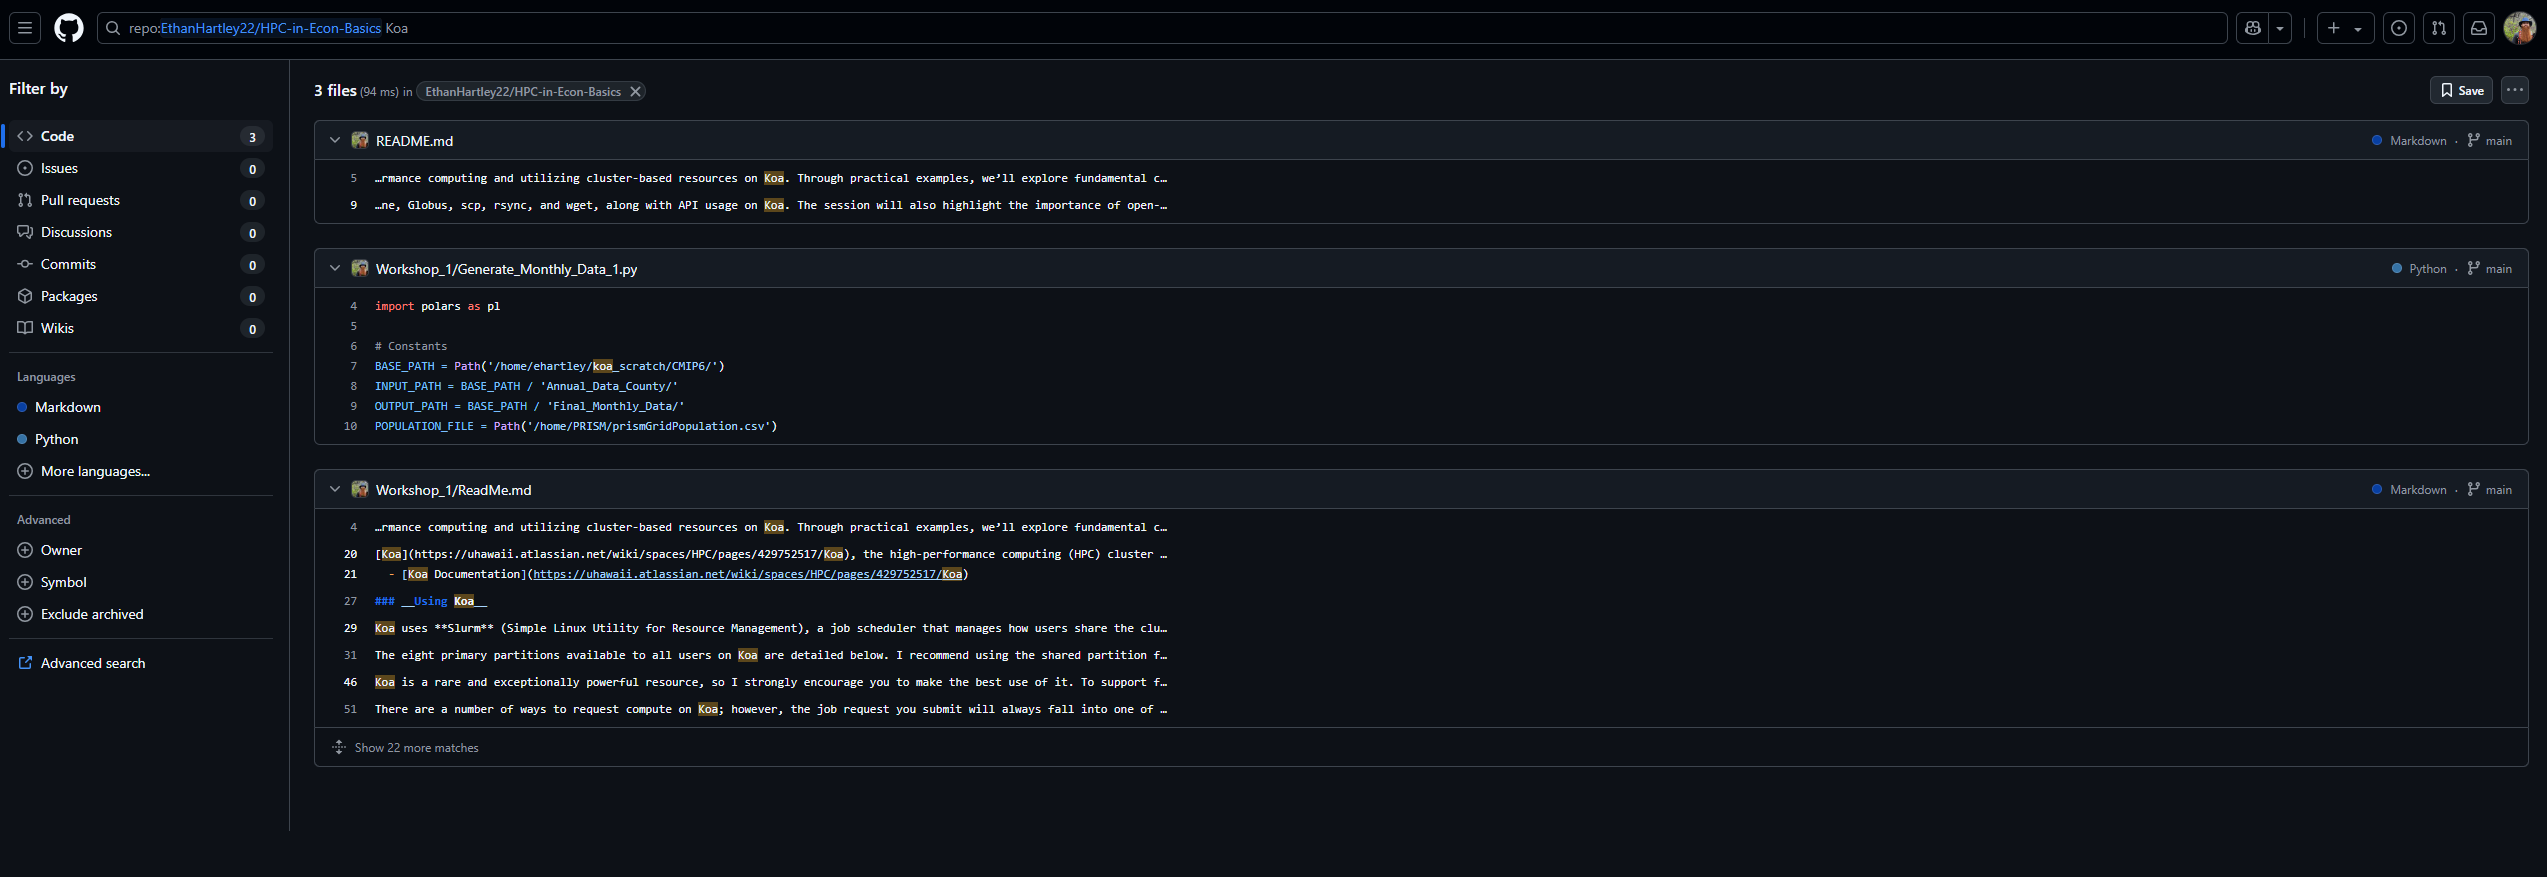 repo:EthanHartley22/HPC-in-Econ-Basics Koa
Filter by
Code 3
Issues 0
Pull requests 0
Discussions 0
Commits 0
Packages 0
Wikis 0
Languages
Markdown
Python
More languages...
Advanced
Owner
Symbol
Exclude archived
Advanced search
3 files (94 ms) in EthanHartley22/HPC-in-Econ-Basics
Save
README.md
Markdown · main
5 …rmance computing and utilizing cluster-based resources on Koa. Through practical examples, we’ll explore fundamental c…
9 …ne, Globus, scp, rsync, and wget, along with API usage on Koa. The session will also highlight the importance of open-…
Workshop_1/Generate_Monthly_Data_1.py
Python · main
4 import polars as pl
5
6 # Constants
7 BASE_PATH = Path('/home/ehartley/koa_scratch/CMIP6/')
8 INPUT_PATH = BASE_PATH / 'Annual_Data_County/'
9 OUTPUT_PATH = BASE_PATH / 'Final_Monthly_Data/'
10 POPULATION_FILE = Path('/home/PRISM/prismGridPopulation.csv')
Workshop_1/ReadMe.md
Markdown · main
4 …rmance computing and utilizing cluster-based resources on Koa. Through practical examples, we’ll explore fundamental c…
20 [Koa](https://uhawaii.atlassian.net/wiki/spaces/HPC/pages/429752517/Koa), the high-performance computing (HPC) cluster …
21 - [Koa Documentation](https://uhawaii.atlassian.net/wiki/spaces/HPC/pages/429752517/Koa)
27 ### __Using Koa__
29 Koa uses **Slurm** (Simple Linux Utility for Resource Management), a job scheduler that manages how users share the clu…
31 The eight primary partitions available to all users on Koa are detailed below. I recommend using the shared partition f…
46 Koa is a rare and exceptionally powerful resource, so I strongly encourage you to make the best use of it. To support f…
51 There are a number of ways to request compute on Koa; however, the job request you submit will always fall into one of …
Show 22 more matches